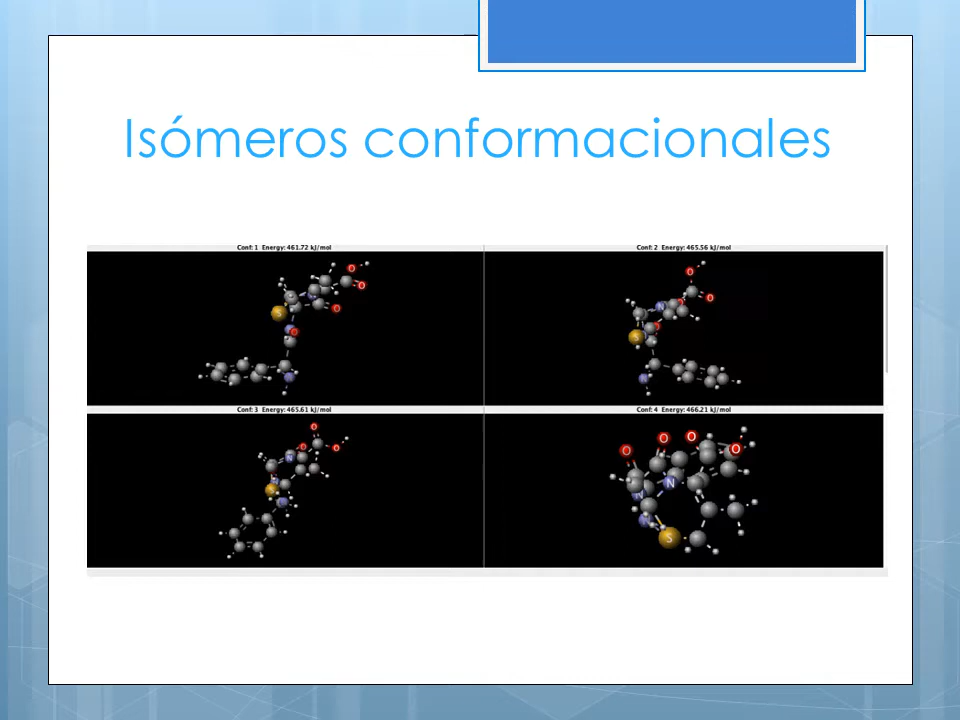 Isómeros conformacionales
Conf: 1 Energy: 461.72 kJ/mol
Conf: 2 Energy: 465.56 kJ/mol
O
O
O
N
S
N
O
N
O
N
O
S
N
Conf: 3 Energy: 465.61 kJ/mol
Conf: 4 Energy: 466.21 kJ/mol
O
O
O
N
S
N
O
O
O
O
N
N
N
S